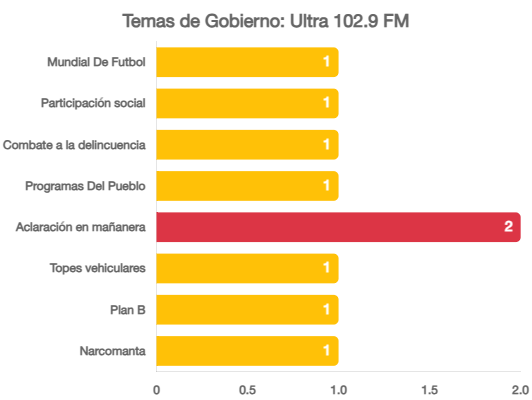 Temas de Gobierno: Ultra 102.9 FM
Mundial De Futbol 1
Participación social 1
Combate a la delincuencia 1
Programas Del Pueblo 1
Aclaración en mañanera 2
Topes vehiculares 1
Plan B 1
Narcomanta 1
0 0.5 1.0 1.5 2.0